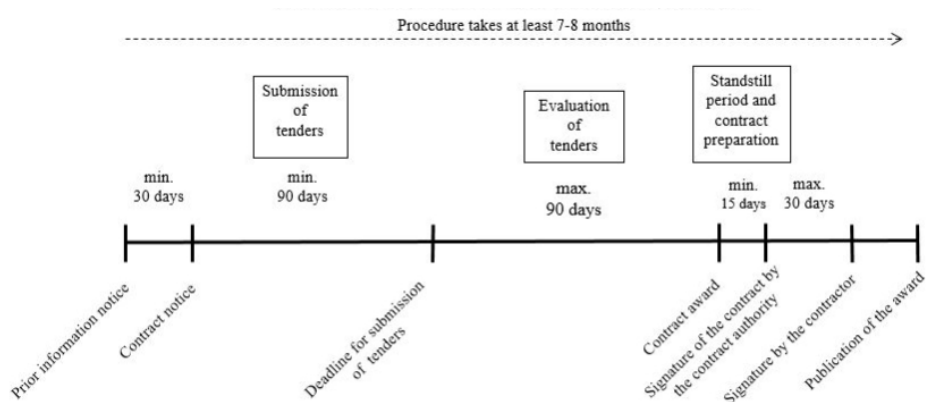 Procedure takes at least 7-8 months
Submission
of
tenders
Evaluation
of
tenders
Standstill
period and
contract
preparation
min.
30 days
min.
90 days
max.
90 days
min.
15 days
max.
30 days
Prior information notice
Contract notice
Deadline for submission
of tenders
Contract award
Signature of the contract by
the contract authority
Signature by the contractor
Publication of the award